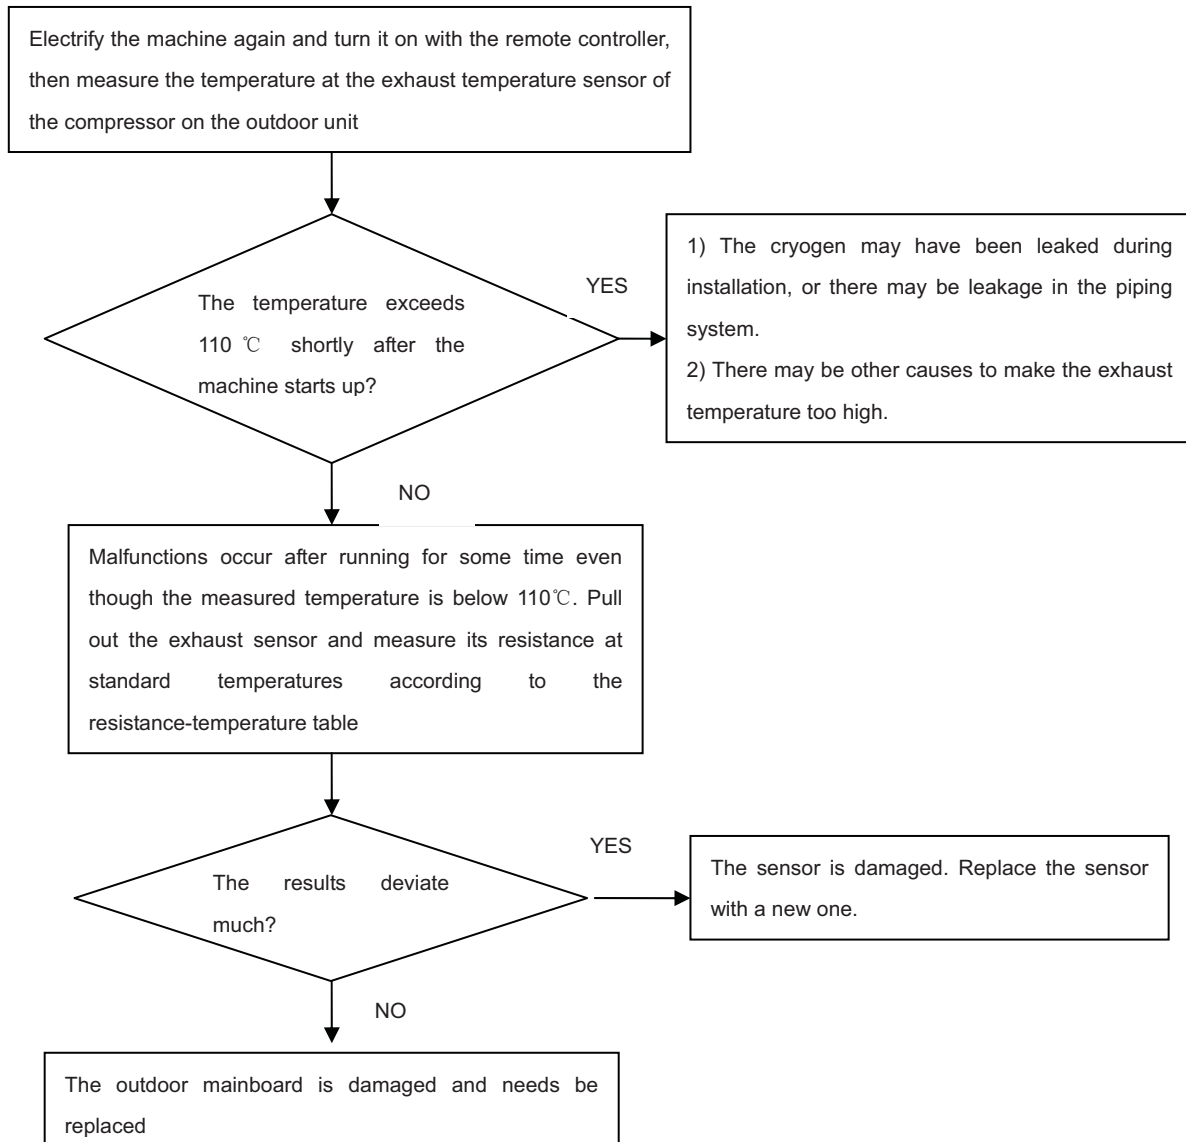 Electrify the machine again and turn it on with the remote controller,
then measure the temperature at the exhaust temperature sensor of
the compressor on the outdoor unit
The temperature exceeds
110 ℃ shortly after the
machine starts up?
YES
1) The cryogen may have been leaked during
installation, or there may be leakage in the piping
system.
2) There may be other causes to make the exhaust
temperature too high.
NO
Malfunctions occur after running for some time even
though the measured temperature is below 110℃. Pull
out the exhaust sensor and measure its resistance at
standard temperatures according to the
resistance-temperature table
The results deviate
much?
YES
The sensor is damaged. Replace the sensor
with a new one.
NO
The outdoor mainboard is damaged and needs be
replaced